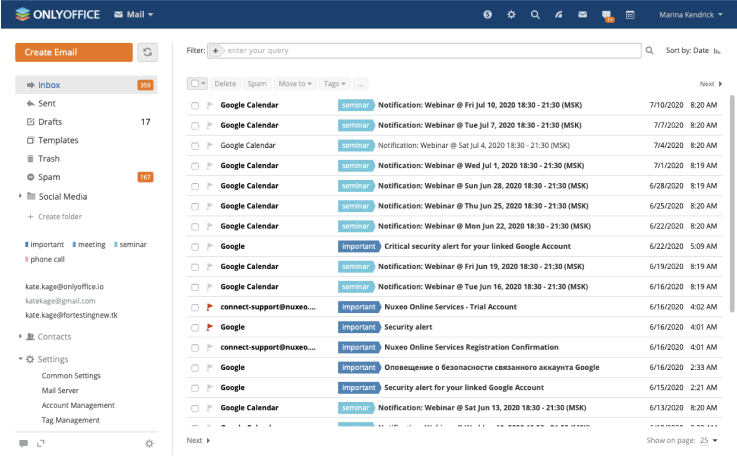 ONLYOFFICE Mail Marina Kendrick
Create Email
Filter: enter your query Sort by: Date
Delete Spam Move to Tags ... Next
Inbox 359
Sent
Drafts 17
Templates
Trash
Spam 167
Social Media
Create folder
important meeting seminar
phone call
kate.kage@onlyoffice.io
katekage@gmail.com
kate.kage@fortestingnew.tk
Contacts
Settings
Common Settings
Mail Server
Account Management
Tag Management
Google Calendar seminar Notification: Webinar @ Fri Jul 10, 2020 18:30 - 21:30 (MSK) 7/10/2020 8:20 AM
Google Calendar seminar Notification: Webinar @ Tue Jul 7, 2020 18:30 - 21:30 (MSK) 7/7/2020 8:20 AM
Google Calendar seminar Notification: Webinar @ Sat Jul 4, 2020 18:30 - 21:30 (MSK) 7/4/2020 8:20 AM
Google Calendar seminar Notification: Webinar @ Wed Jul 1, 2020 18:30 - 21:30 (MSK) 7/1/2020 8:19 AM
Google Calendar seminar Notification: Webinar @ Sun Jun 28, 2020 18:30 - 21:30 (MSK) 6/28/2020 8:19 AM
Google Calendar seminar Notification: Webinar @ Thu Jun 25, 2020 18:30 - 21:30 (MSK) 6/25/2020 8:20 AM
Google Calendar seminar Notification: Webinar @ Mon Jun 22, 2020 18:30 - 21:30 (MSK) 6/22/2020 8:20 AM
Google important Critical security alert for your linked Google Account 6/22/2020 5:09 AM
Google Calendar seminar Notification: Webinar @ Fri Jun 19, 2020 18:30 - 21:30 (MSK) 6/19/2020 8:19 AM
Google Calendar seminar Notification: Webinar @ Tue Jun 16, 2020 18:30 - 21:30 (MSK) 6/16/2020 8:19 AM
connect-support@nuxeo.... important Nuxeo Online Services - Trial Account 6/16/2020 4:02 AM
Google important Security alert 6/16/2020 4:01 AM
connect-support@nuxeo.... important Nuxeo Online Services Registration Confirmation 6/16/2020 4:01 AM
Google important Оповещение о безопасности связанного аккаунта Google 6/16/2020 2:33 AM
Google important Security alert for your linked Google Account 6/15/2020 2:21 AM
Google Calendar seminar Notification: Webinar @ Sat Jun 13, 2020 18:30 - 21:30 (MSK) 6/13/2020 8:20 AM
Next Show on page: 25